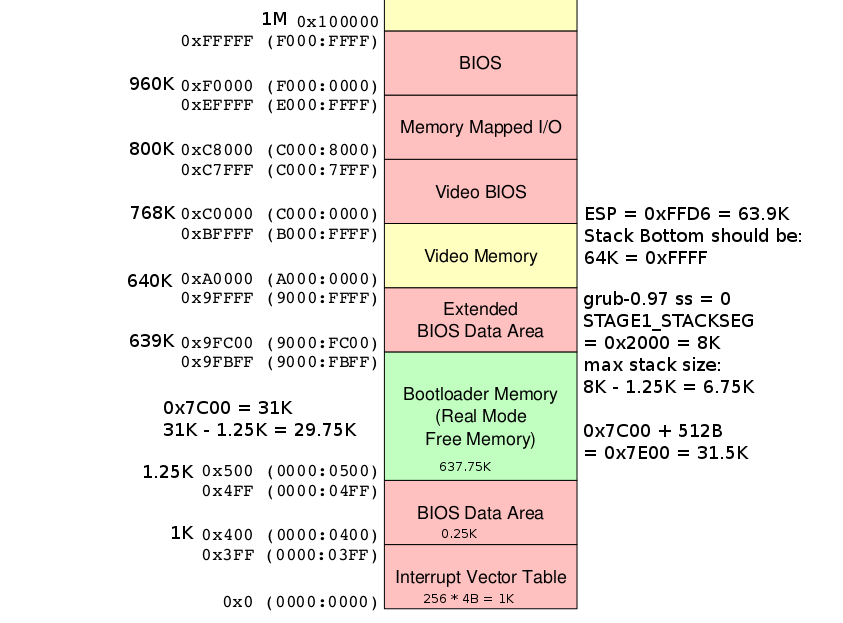 1M 0x100000
0xFFFFF (F000:FFFF)
BIOS
960K 0xF0000 (F000:0000)
0xEFFFF (E000:FFFF)
Memory Mapped I/O
800K 0xC8000 (C000:8000)
0xC7FFF (C000:7FFF)
Video BIOS
768K 0xC0000 (C000:0000)
0xBFFFF (B000:FFFF)
Video Memory
640K 0xA0000 (A000:0000)
0x9FFFF (9000:FFFF)
Extended
BIOS Data Area
639K 0x9FC00 (9000:FC00)
0x9FBFF (9000:FBFF)
Bootloader Memory
(Real Mode
Free Memory)
637.75K
0x7C00 = 31K
31K - 1.25K = 29.75K
1.25K 0x500 (0000:0500)
0x4FF (0000:04FF)
BIOS Data Area
0.25K
1K 0x400 (0000:0400)
0x3FF (0000:03FF)
Interrupt Vector Table
256 * 4B = 1K
0x0 (0000:0000)
ESP = 0xFFD6 = 63.9K
Stack Bottom should be:
64K = 0xFFFF
grub-0.97 ss = 0
STAGE1_STACKSEG
= 0x2000 = 8K
max stack size:
8K - 1.25K = 6.75K
0x7C00 + 512B
= 0x7E00 = 31.5K